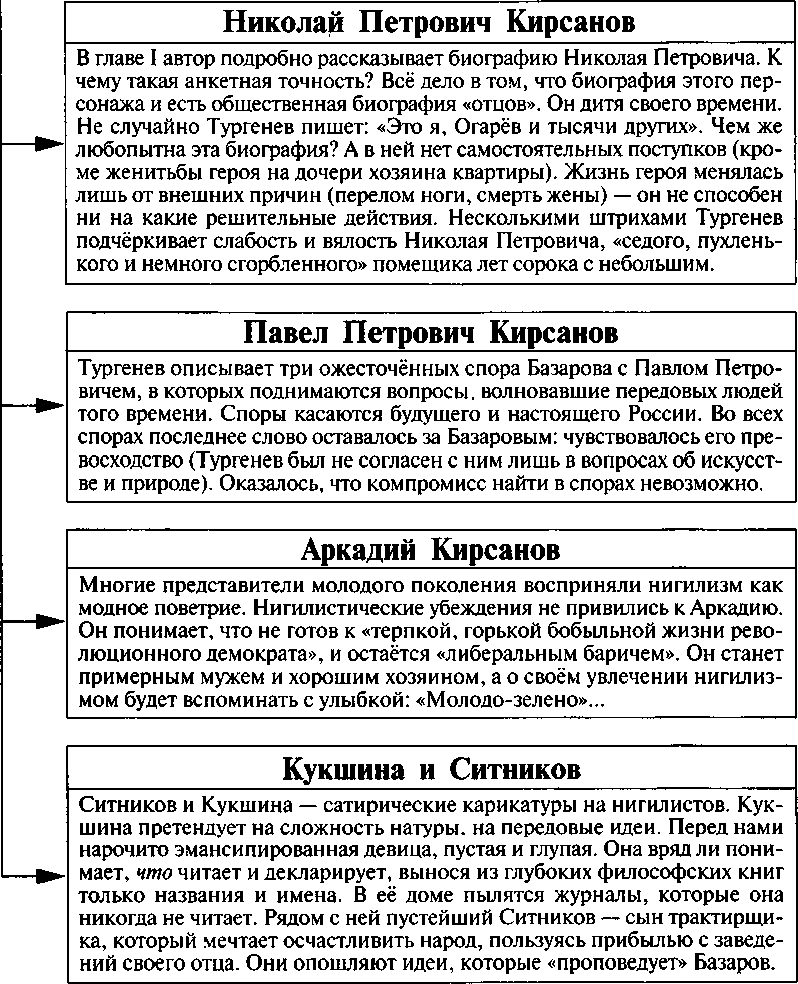 Николай Петрович Кирсанов
В главе I автор подробно рассказывает биографию Николая Петровича. К
чему такая анкетная точность? Всё дело в том, что биография этого пер-
сонажа и есть общественная биография «отцов». Он дитя своего времени.
Не случайно Тургенев пишет: «Это я, Огарёв и тысячи других». Чем же
любопытна эта биография? А в ней нет самостоятельных поступков (кро-
ме женитьбы героя на дочери хозяина квартиры). Жизнь героя менялась
лишь от внешних причин (перелом ноги, смерть жены) — он не способен
ни на какие решительные действия. Несколькими штрихами Тургенев
подчёркивает слабость и вялость Николая Петровича, «седого, пухлень-
кого и немного сгорбленного» помещика лет сорока с небольшим.
Павел Петрович Кирсанов
Тургенев описывает три ожесточённых спора Базарова с Павлом Петро-
вичем, в которых поднимаются вопросы, волновавшие передовых людей
того времени. Споры касаются будущего и настоящего России. Во всех
спорах последнее слово оставалось за Базаровым: чувствовалось его пре-
восходство (Тургенев был не согласен с ним лишь в вопросах об искусст-
ве и природе). Оказалось, что компромисс найти в спорах невозможно.
Аркадий Кирсанов
Многие представители молодого поколения восприняли нигилизм как
модное поветрие. Нигилистические убеждения не привились к Аркадию.
Он понимает, что не готов к «терпкой, горькой бобыльной жизни рево-
люционного демократа», и остаётся «либеральным баричем». Он станет
примерным мужем и хорошим хозяином, а о своём увлечении нигилиз-
мом будет вспоминать с улыбкой: «Молодо-зелено»...
Кукшина и Ситников
Ситников и Кукшина — сатирические карикатуры на нигилистов. Кук-
шина претендует на сложность натуры, на передовые идеи. Перед нами
нарочито эмансипированная девица, пустая и глупая. Она вряд ли пони-
мает, что читает и декларирует, вынося из глубоких философских книг
только названия и имена. В её доме пылятся журналы, которые она
никогда не читает. Рядом с ней пустейший Ситников — сын трактирщи-
ка, который мечтает осчастливить народ, пользуясь прибылью с заведе-
ний своего отца. Они опошляют идеи, которые «проповедует» Базаров.